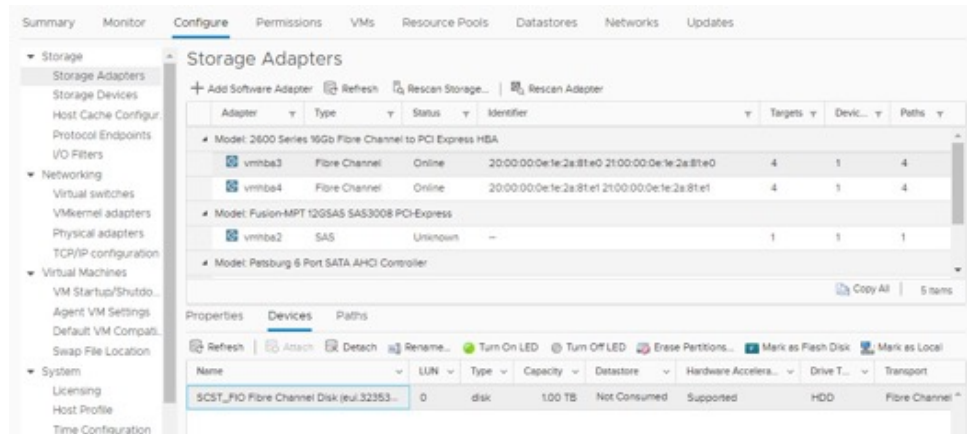 Summary Monitor Configure Permissions VMs Resource Pools Datastores Networks Updates
Storage
Storage Adapters
Storage Devices
Host Cache Configur.
Protocol Endpoints
I/O Filters
Networking
Virtual switches
VMkernel adapters
Physical adapters
TCP/IP configuration
Virtual Machines
VM Startup/Shutdo...
Agent VM Settings
Default VM Compati..
Swap File Location
System
Licensing
Host Profile
Time Configuration
Storage Adapters
+ Add Software Adapter Refresh Rescan Storage... | Rescan Adapter
Adapter Type Status Identifier Targets Devic... Paths
Model: 2600 Series 16Gb Fibre Channel to PCI Express HBA
vmhba3 Fibre Channel Online 20:00:00:0e:1e:2a:81:e0 21:00:00:0e:1e:2a:81:e0 4 1 4
vmhba4 Fibre Channel Online 20:00:00:0e:1e:2a:81:e1 21:00:00:0e:1e:2a:81:e1 4 1 4
Model: Fusion-MPT 12GSAS SAS3008 PCI-Express
vmhba2 SAS Unknown -- 1 1 1
Model: Patsburg 6 Port SATA AHCI Controller
Copy All | 5 items
Properties Devices Paths
Refresh | Attach Detach Rename... Turn On LED Turn Off LED Erase Partitions... Mark as Flash Disk Mark as Local
Name LUN Type Capacity Datastore Hardware Accelera... Drive T... Transport
SCST_FIO Fibre Channel Disk (eui.32353... 0 disk 1.00 TB Not Consumed Supported HDD Fibre Channel